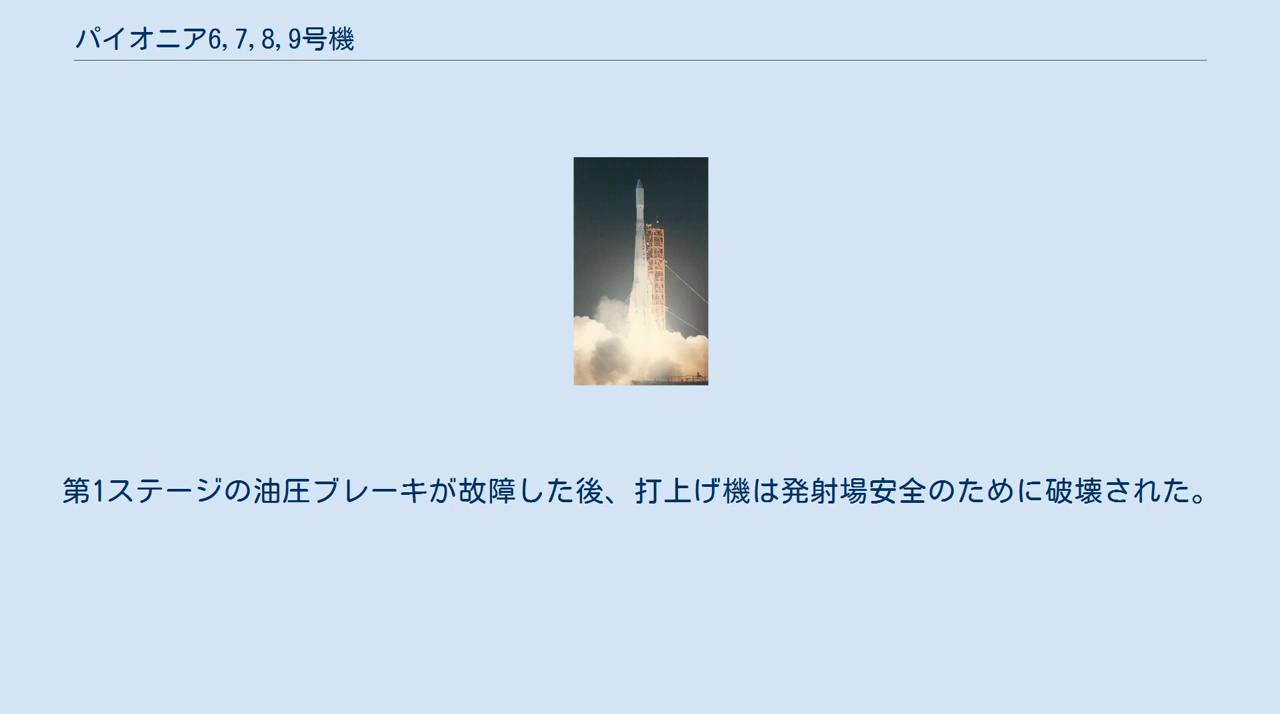 パイオニア6,7,8,9号機
第1ステージの油圧ブレーキが故障した後、打上げ機は発射場安全のために破壊された。